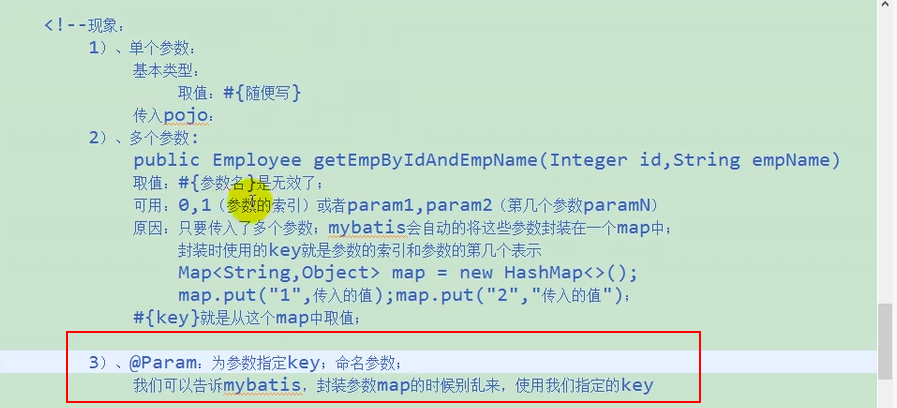 <!--现象:
1)、单个参数:
基本类型:
取值: #{随便写}
传入pojo:
2)、多个参数:
public Employee getEmpByIdAndEmpName(Integer id,String empName)
取值: #{参数名}是无效了;
可用: 0,1(参数的索引)或者param1,param2(第几个参数paramN)
原因: 只要传入了多个参数; mybatis会自动的将这些参数封装在一个map中;
封装时使用的key就是参数的索引和参数的第几个表示
Map<String,Object> map = new HashMap<>();
map.put("1",传入的值);map.put("2","传入的值");
#{key}就是从这个map中取值;
3)、@Param: 为参数指定key; 命名参数;
我们可以告诉mybatis, 封装参数map的时候别乱来, 使用我们指定的key